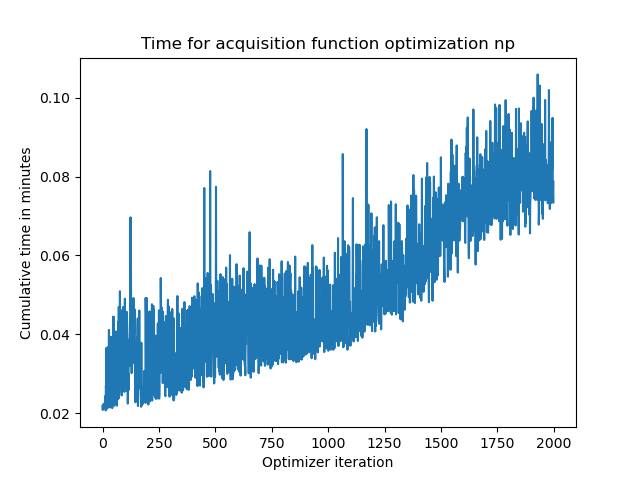 Time for acquisition function optimization np
0.10
0.08
0.06
0.04
0.02
Cumulative time in minutes
0 250 500 750 1000 1250 1500 1750 2000
Optimizer iteration